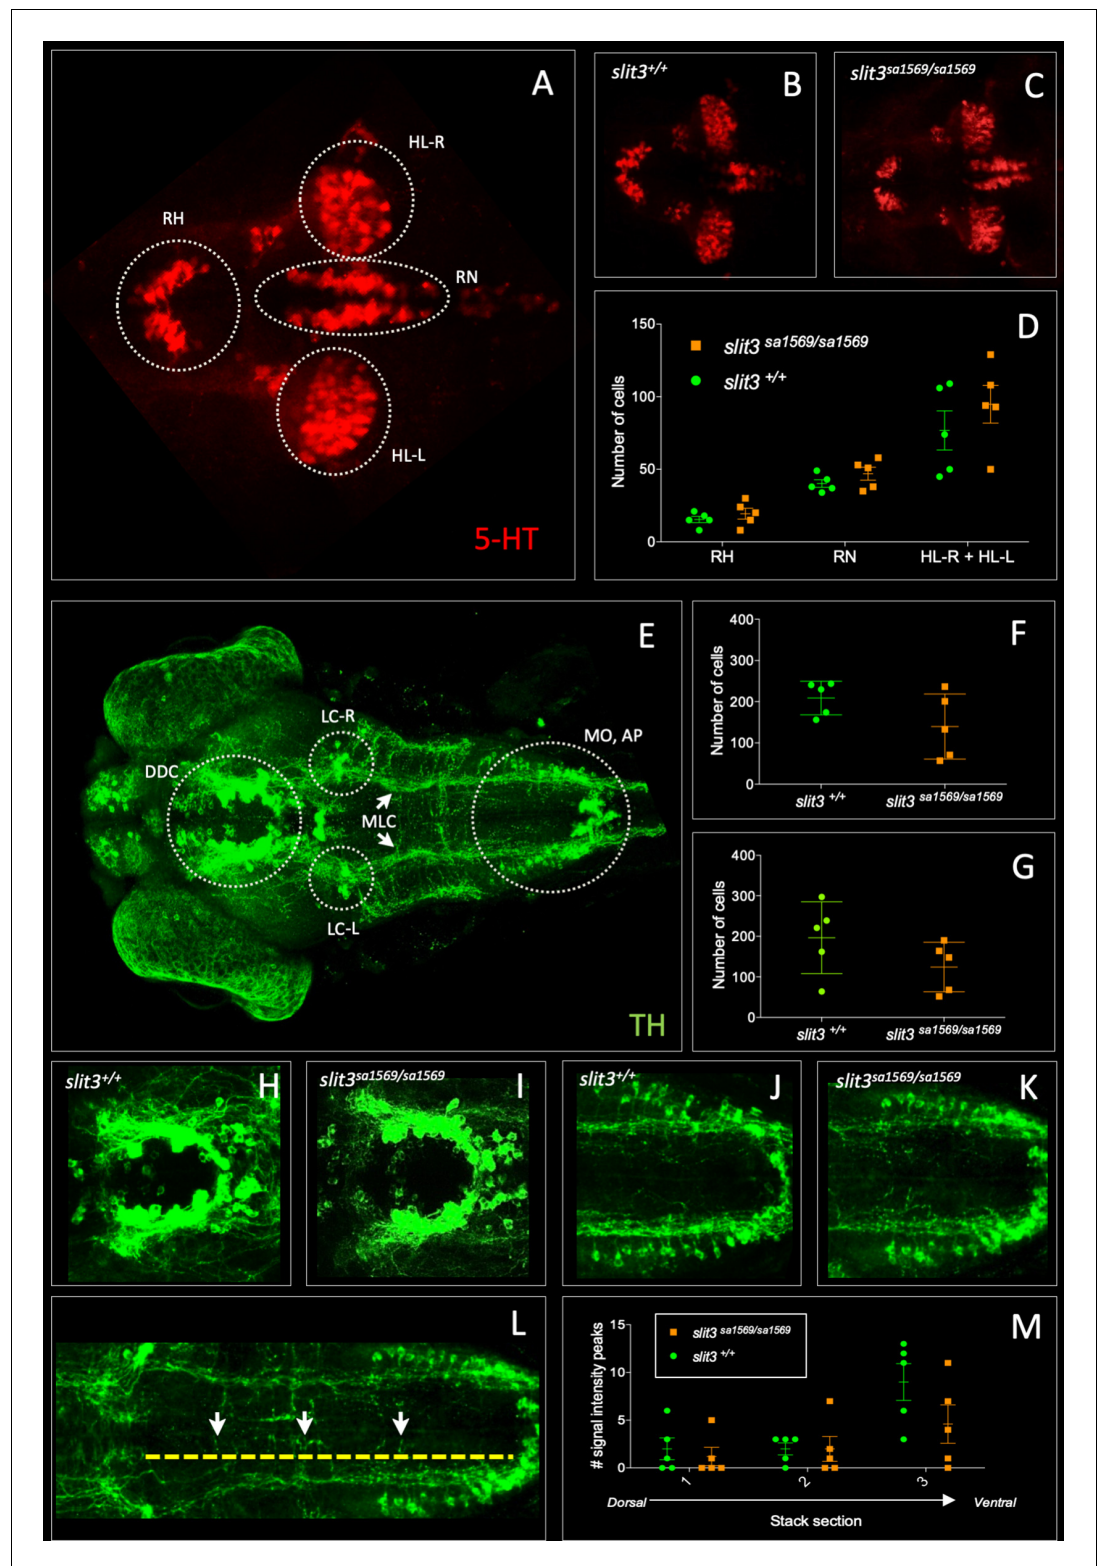 A
HL-R
RH
RN
HL-L
5-HT
slit3+/+
B
slit3sa1569/sa1569
C
D
150
100
50
0
Number of cells
slit3 sa1569/sa1569
slit3 +/+
RH
RN
HL-R + HL-L
E
LC-R
MO, AP
DDC
MLC
LC-L
TH
F
400
300
200
100
0
Number of cells
slit3 +/+
slit3 sa1569/sa1569
G
400
300
200
100
0
Number of cells
slit3 +/+
slit3 sa1569/sa1569
slit3+/+
H
slit3sa1569/sa1569
I
slit3+/+
J
slit3sa1569/sa1569
K
L
M
15
10
5
0
# signal intensity peaks
slit3 sa1569/sa1569
slit3 +/+
1
2
3
Dorsal
Ventral
Stack section